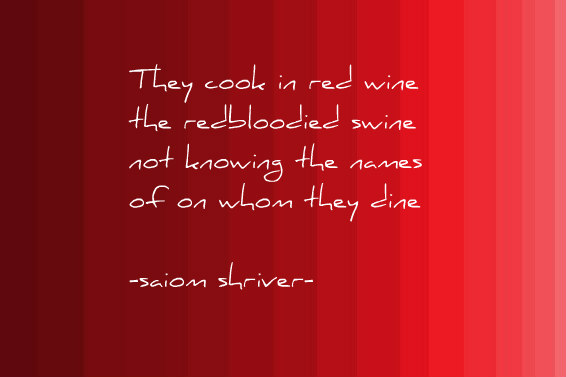 They cook in red wine
the redbloodied swine
not knowing the names
of on whom they dine
-saiom shriver-